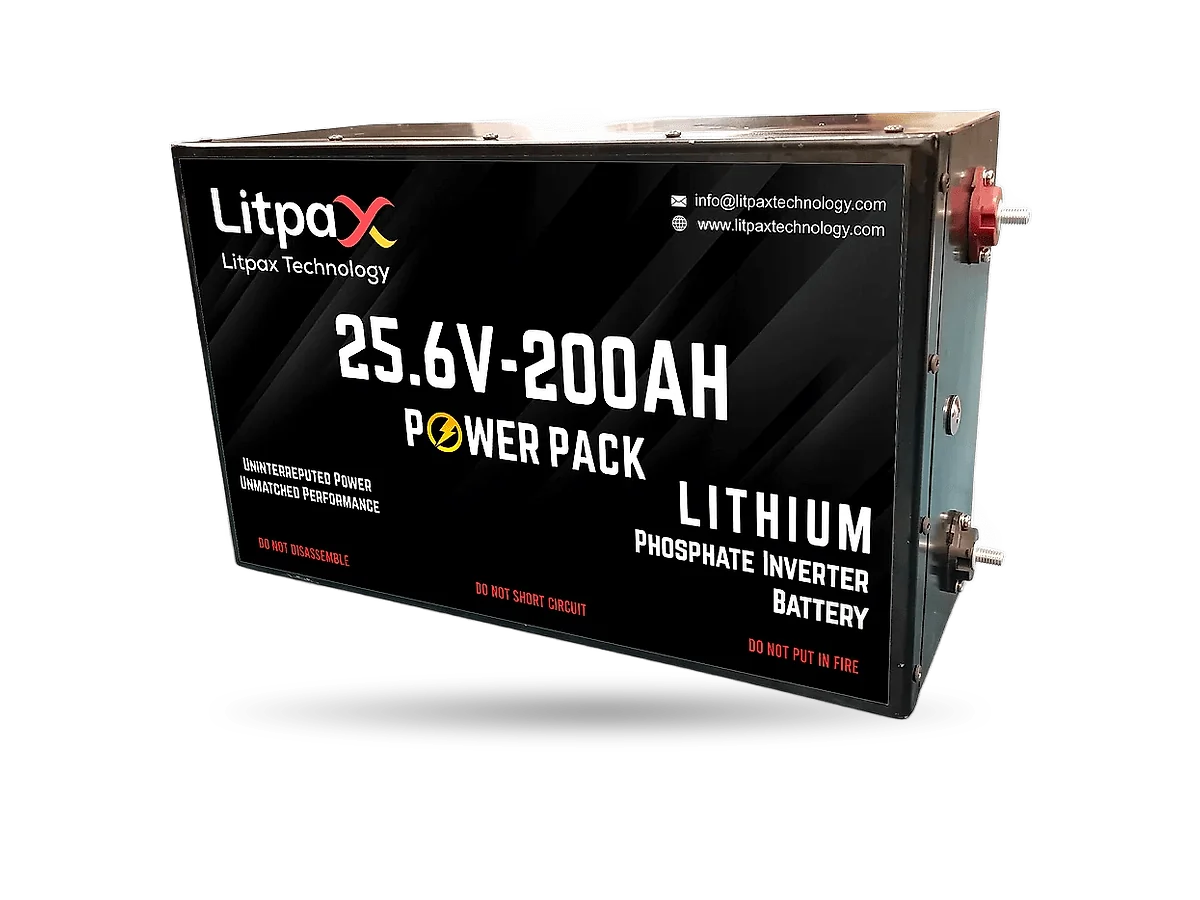 Litpax
Litpax Technology
info@litpaxtechnology.com
www.litpaxtechnology.com
25.6V-200AH
POWER PACK
UNINTERREPUTED POWER
UNMATCHED PERFORMANCE
LITHIUM
PHOSPHATE INVERTER
BATTERY
DO NOT DISASSEMBLE
DO NOT SHORT CIRCUIT
DO NOT PUT IN FIRE